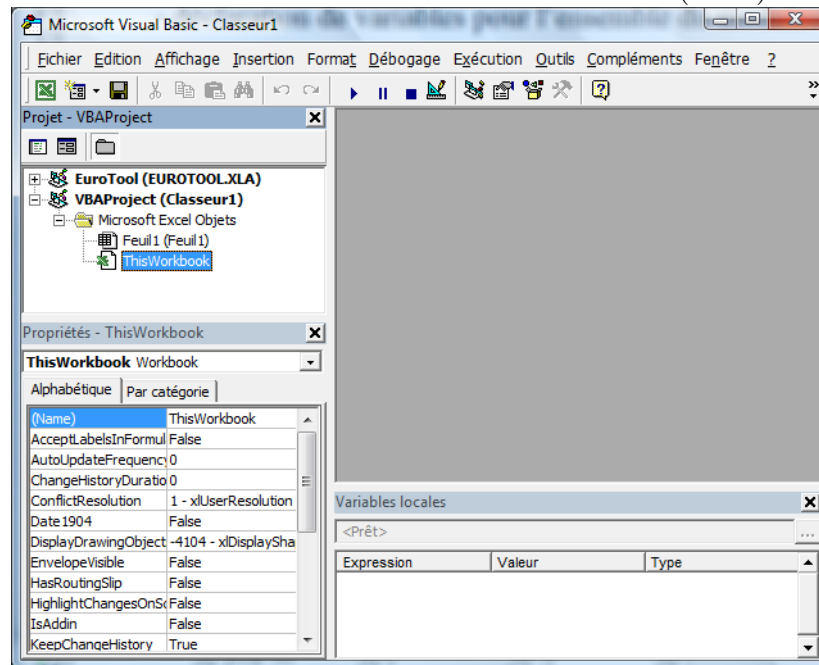 Microsoft Visual Basic - Classeur1
Fichier Edition Affichage Insertion Format Débogage Exécution Outils Compléments Fenêtre ?
Projet - VBAProject
EuroTool (EUROTOOL.XLA)
VBAProject (Classeur1)
Microsoft Excel Objets
Feuil1 (Feuil1)
ThisWorkbook
Propriétés - ThisWorkbook
ThisWorkbook Workbook
Alphabétique Par catégorie
(Name) ThisWorkbook
AcceptLabelsInFormul False
AutoUpdateFrequency 0
ChangeHistoryDuratio 0
ConflictResolution 1 - xlUserResolution
Date1904 False
DisplayDrawingObject -4104 - xlDisplaySha
EnvelopeVisible False
HasRoutingSlip False
HighlightChangesOnSc False
IsAddin False
KeepChangeHistory True
Variables locales
<Prêt>
...
Expression Valeur Type